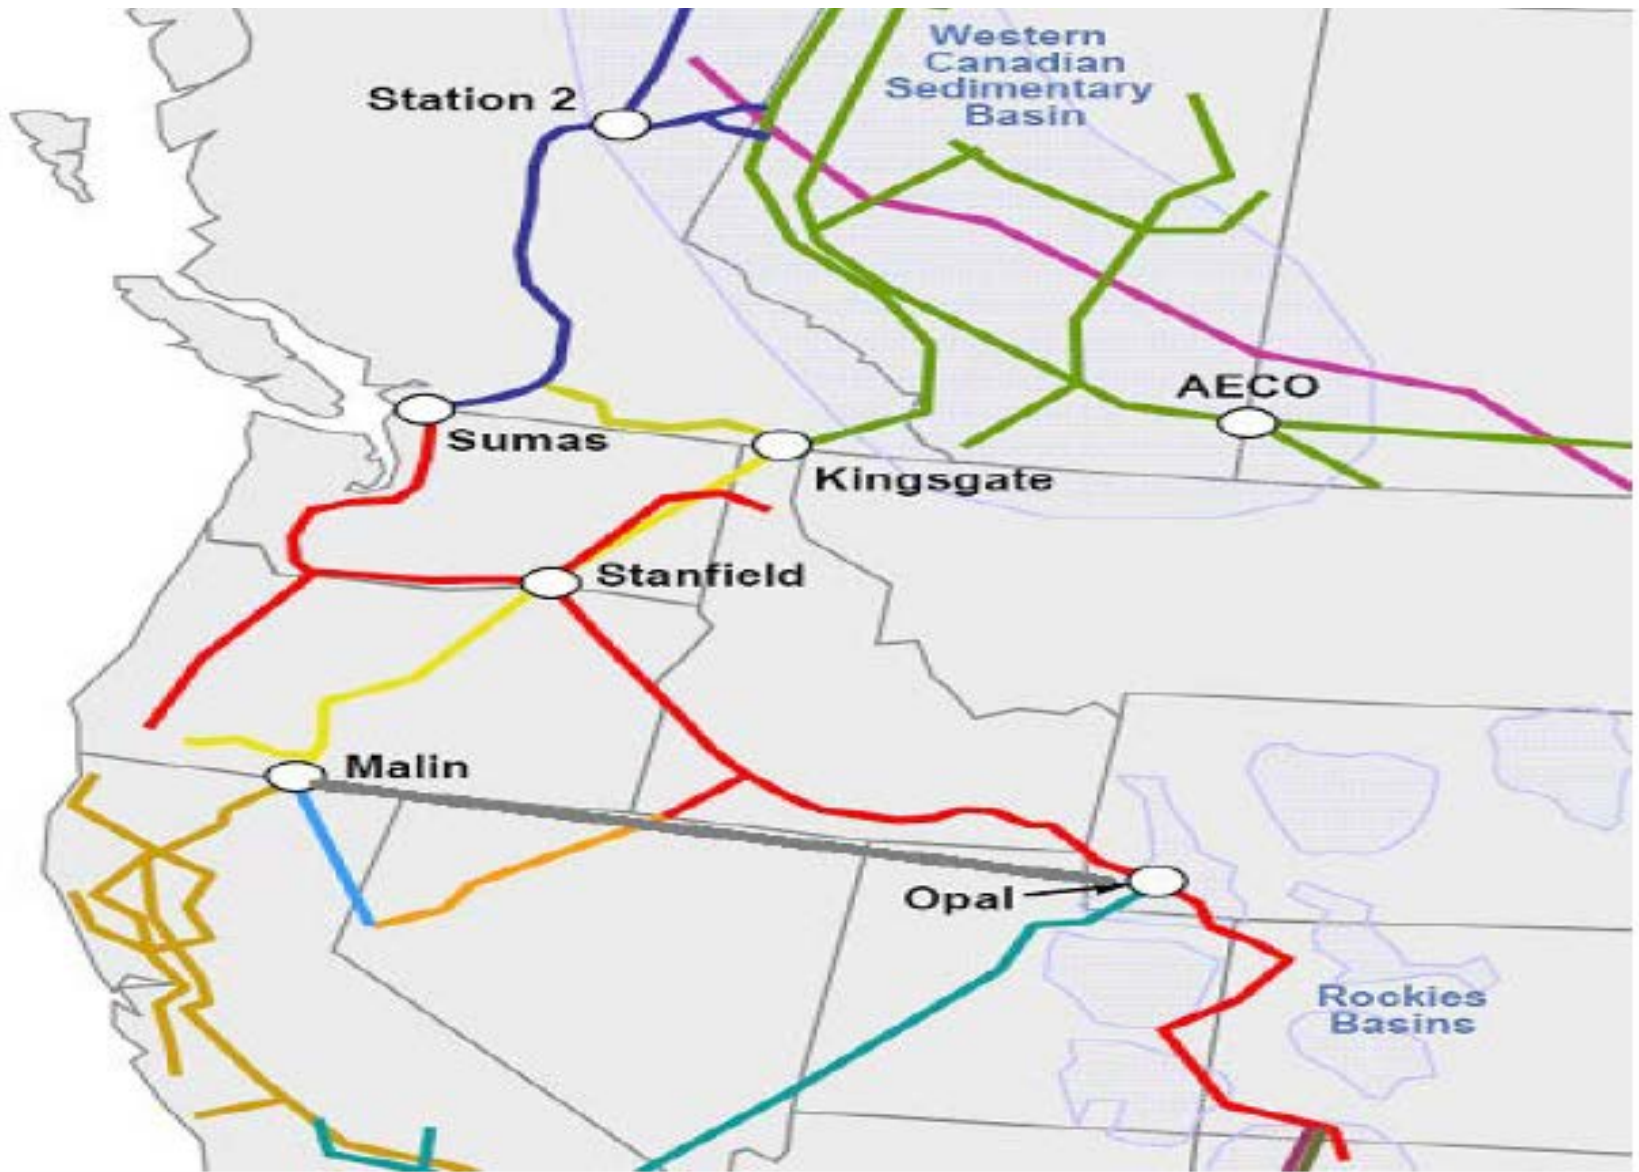 Western
Canadian
Sedimentary
Basin
Station 2
AECO
Sumas
Kingsgate
Stanfield
Malin
Opal
Rockies
Basins